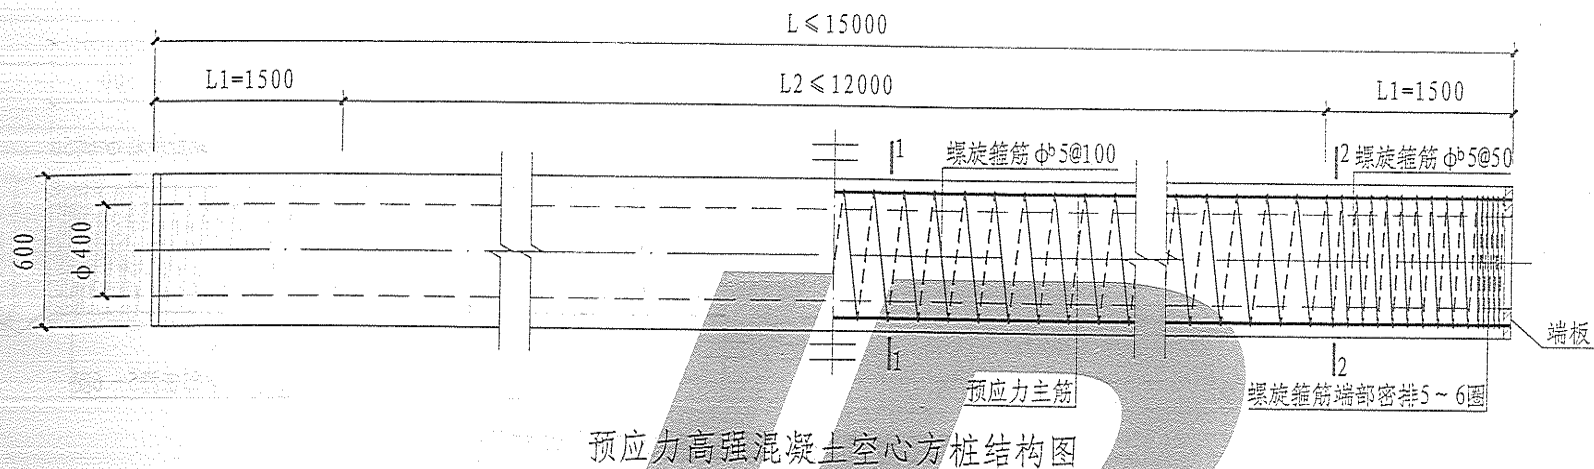 L≤15000
L1=1500
L2≤12000
L1=1500
1
螺旋箍筋 ϕᵇ5@100
2
螺旋箍筋 ϕᵇ5@50
600
ϕ400
端板
1
预应力主筋
2
螺旋箍筋端部密排5~6圈
预应力高强混凝土空心方桩结构图